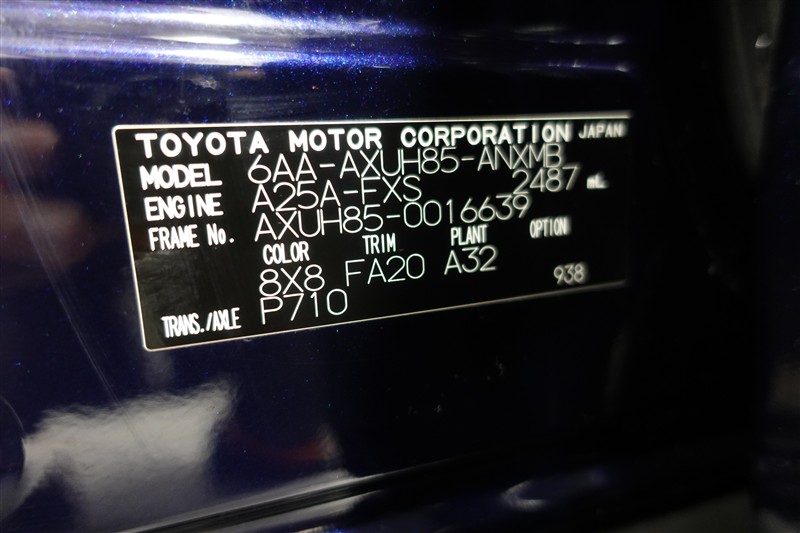 TOYOTA MOTOR CORPORATION JAPAN
MODEL 6AA-AXUH85-ANXMB
ENGINE A25A-FXS 2487 mL
FRAME No. AXUH85-0016639
COLOR TRIM PLANT OPTION
8X8 FA20 A32 938
TRANS./AXLE P710